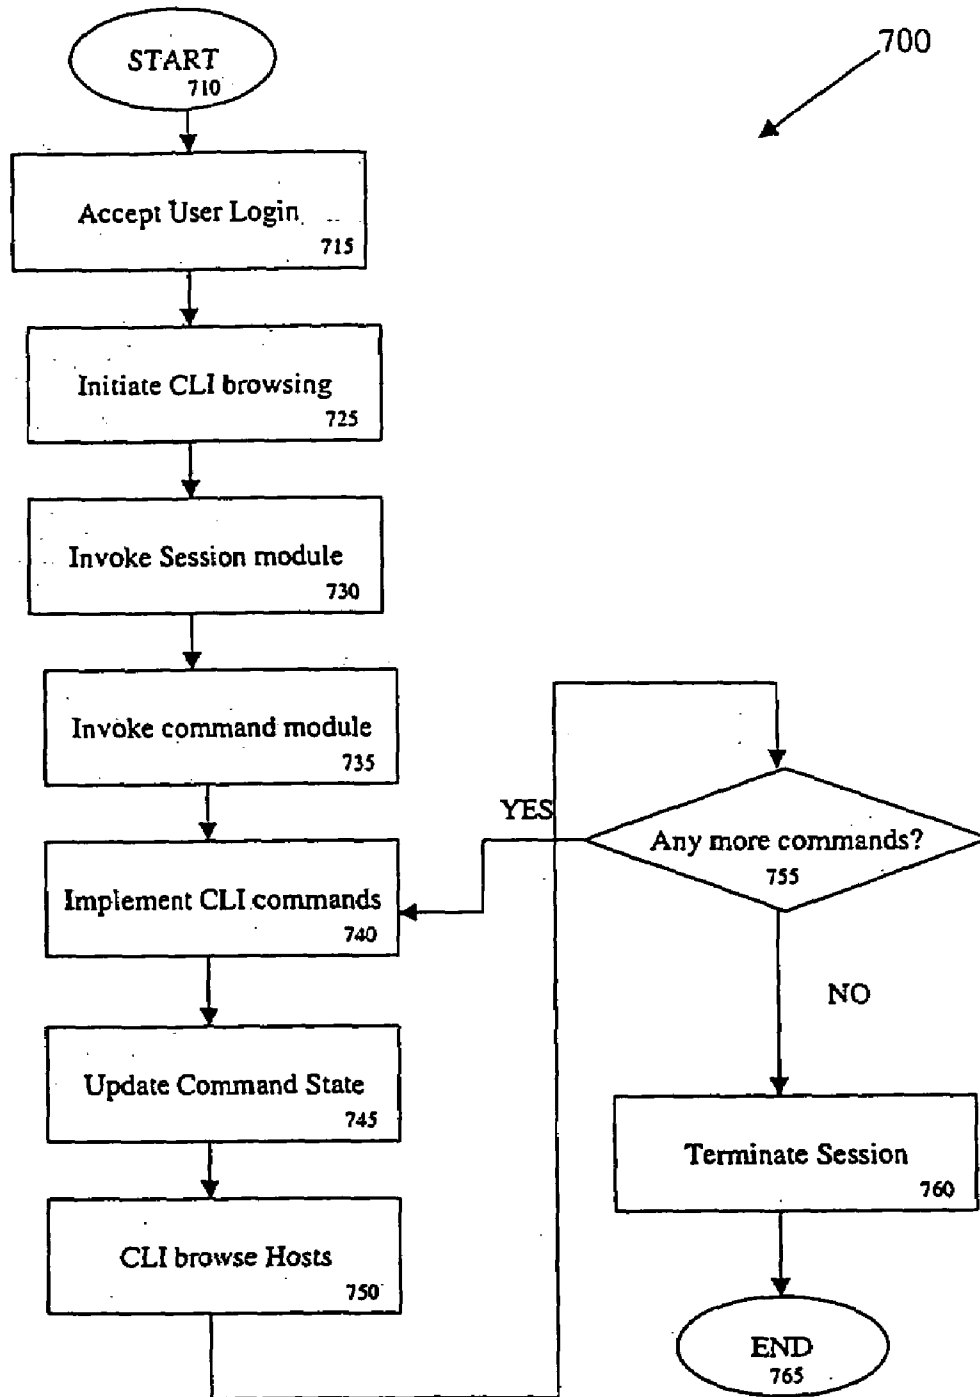 700
START
710
Accept User Login
715
Initiate CLI browsing
725
Invoke Session module
730
Invoke command module
735
Implement CLI commands
740
Update Command State
745
CLI browse Hosts
750
YES
Any more commands?
755
NO
Terminate Session
760
END
765